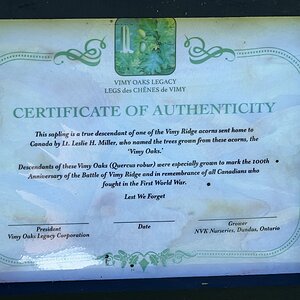 VIMY OAKS LEGACY
LEGS des CHÊNES de VIMY
CERTIFICATE OF AUTHENTICITY
This sapling is a true descendant of one of the Vimy Ridge acorns sent home to
Canada by Lt. Leslie H. Miller, who named the trees grown from these acorns, the
'Vimy Oaks.'
Descendants of these Vimy Oaks (Quercus robur) were especially grown to mark the 100th
Anniversary of the Battle of Vimy Ridge and in remembrance of all Canadians who
fought in the First World War.
Lest We Forget
President
Vimy Oaks Legacy Corporation
Date
Grower
NVK Nurseries, Dundas, Ontario